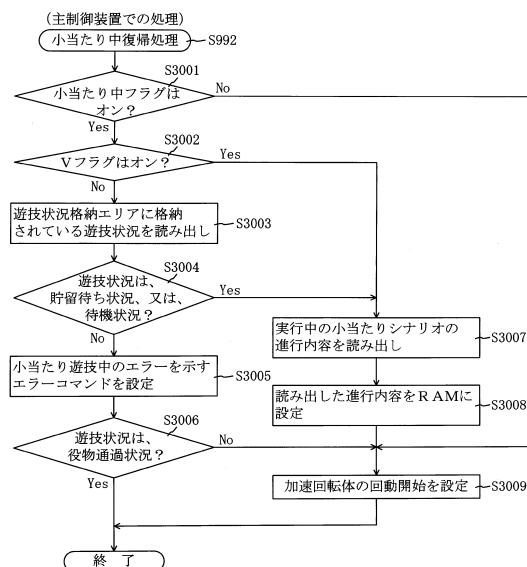 (主制御装置での処理)
小当たり中復帰処理
S992
S3001
小当たり中フラグは
オン?
No
Yes
S3002
Vフラグはオン?
Yes
No
遊技状況格納エリアに格納
されている遊技状況を読み出し
S3003
S3004
遊技状況は、
貯留待ち状況、又は、
待機状況?
Yes
No
実行中の小当たりシナリオの
進行内容を読み出し
S3007
小当たり遊技中のエラーを示す
エラーコマンドを設定
S3005
読み出した進行内容をRAMに
設定
S3008
S3006
遊技状況は、
役物通過状況?
No
Yes
加速回転体の回動開始を設定
S3009
終 了